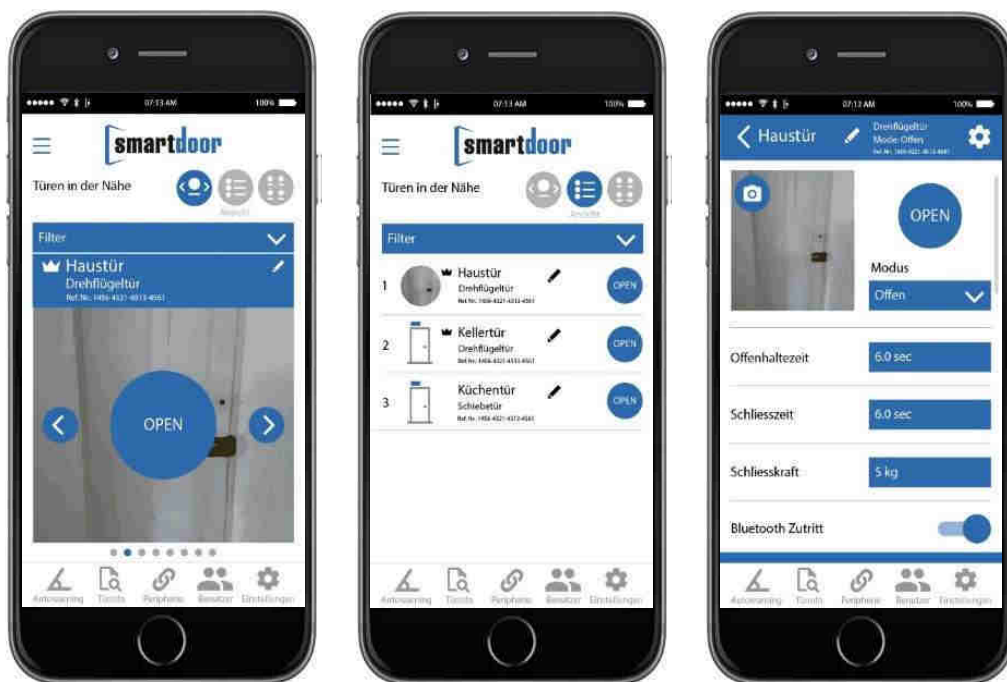 07:13 AM
100%
smartdoor
Türen in der Nähe
Ansicht
Filter
Haustür
Drehflügeltür
OPEN
Autolearning
Türinfo
Peripherie
Benutzer
Einstellungen
07:13 AM
100%
smartdoor
Türen in der Nähe
Ansicht
Filter
1
Haustür
Drehflügeltür
OPEN
2
Kellertür
Drehflügeltür
OPEN
3
Küchentür
Schiebetür
OPEN
Autolearning
Türinfo
Peripherie
Benutzer
Einstellungen
07:13 AM
100%
Haustür
Drehflügeltür
Mode: Offen
OPEN
Modus
Offen
Offenhaltezeit
6.0 sec
Schliesszeit
6.0 sec
Schliesskraft
5 kg
Bluetooth Zutritt
Autolearning
Türinfo
Peripherie
Benutzer
Einstellungen